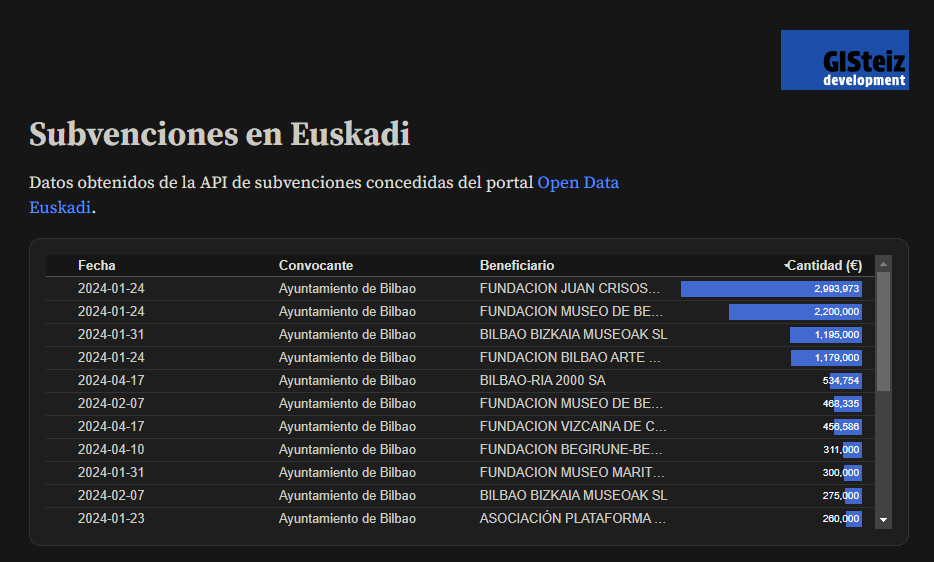 GISteiz
development
Subvenciones en Euskadi
Datos obtenidos de la API de subvenciones concedidas del portal Open Data
Euskadi.
Fecha Convocante Beneficiario Cantidad (€)
2024-01-24 Ayuntamiento de Bilbao FUNDACION JUAN CRISOS... 2,993,973
2024-01-24 Ayuntamiento de Bilbao FUNDACION MUSEO DE BE... 2,200,000
2024-01-31 Ayuntamiento de Bilbao BILBAO BIZKAIA MUSEOAK SL 1,195,000
2024-01-24 Ayuntamiento de Bilbao FUNDACION BILBAO ARTE ... 1,179,000
2024-04-17 Ayuntamiento de Bilbao BILBAO-RIA 2000 SA 534,754
2024-02-07 Ayuntamiento de Bilbao FUNDACION MUSEO DE BE... 468,335
2024-04-17 Ayuntamiento de Bilbao FUNDACION VIZCAINA DE C... 456,586
2024-04-10 Ayuntamiento de Bilbao FUNDACION BEGIRUNE-BE... 311,000
2024-01-31 Ayuntamiento de Bilbao FUNDACION MUSEO MARIT... 300,000
2024-02-07 Ayuntamiento de Bilbao BILBAO BIZKAIA MUSEOAK SL 275,000
2024-01-23 Ayuntamiento de Bilbao ASOCIACIÓN PLATAFORMA ... 260,000